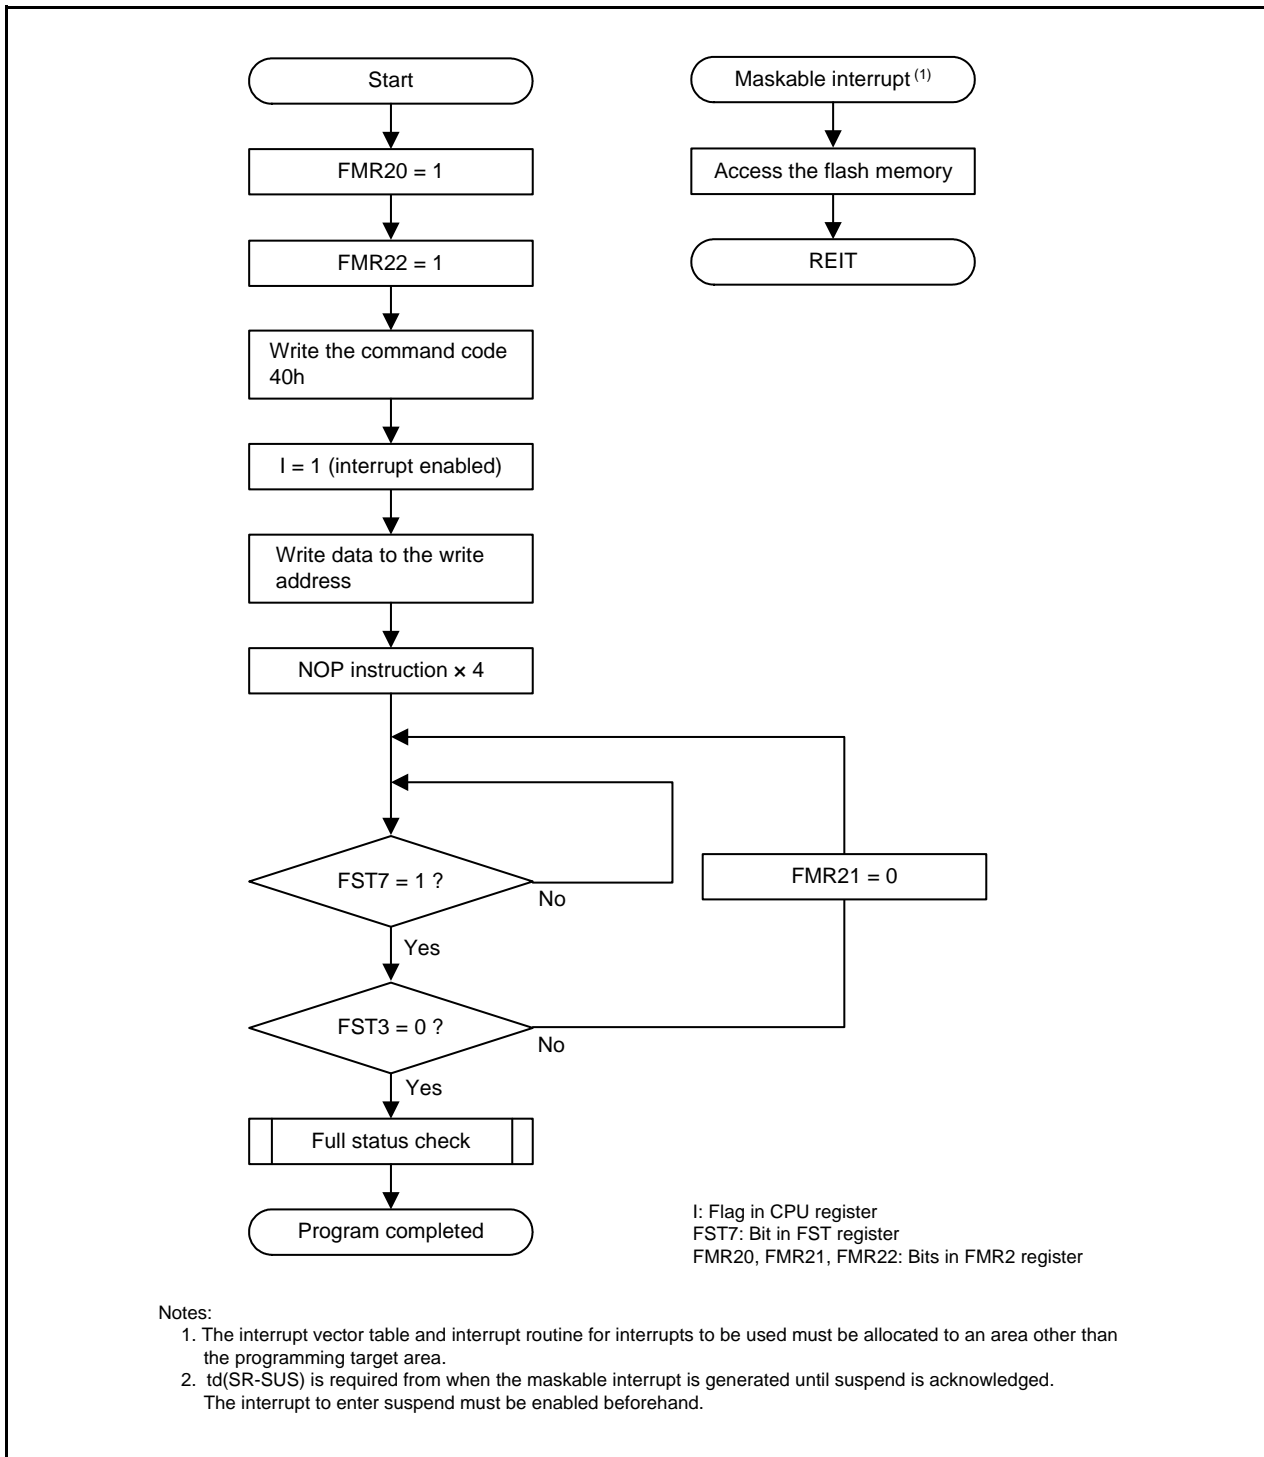 Start
FMR20 = 1
FMR22 = 1
Write the command code
40h
I = 1 (interrupt enabled)
Write data to the write
address
NOP instruction × 4
FST7 = 1 ?
No
Yes
FMR21 = 0
FST3 = 0 ?
No
Yes
Full status check
Program completed
Maskable interrupt (1)
Access the flash memory
REIT
I: Flag in CPU register
FST7: Bit in FST register
FMR20, FMR21, FMR22: Bits in FMR2 register
Notes:
1. The interrupt vector table and interrupt routine for interrupts to be used must be allocated to an area other than
the programming target area.
2. td(SR-SUS) is required from when the maskable interrupt is generated until suspend is acknowledged.
The interrupt to enter suspend must be enabled beforehand.